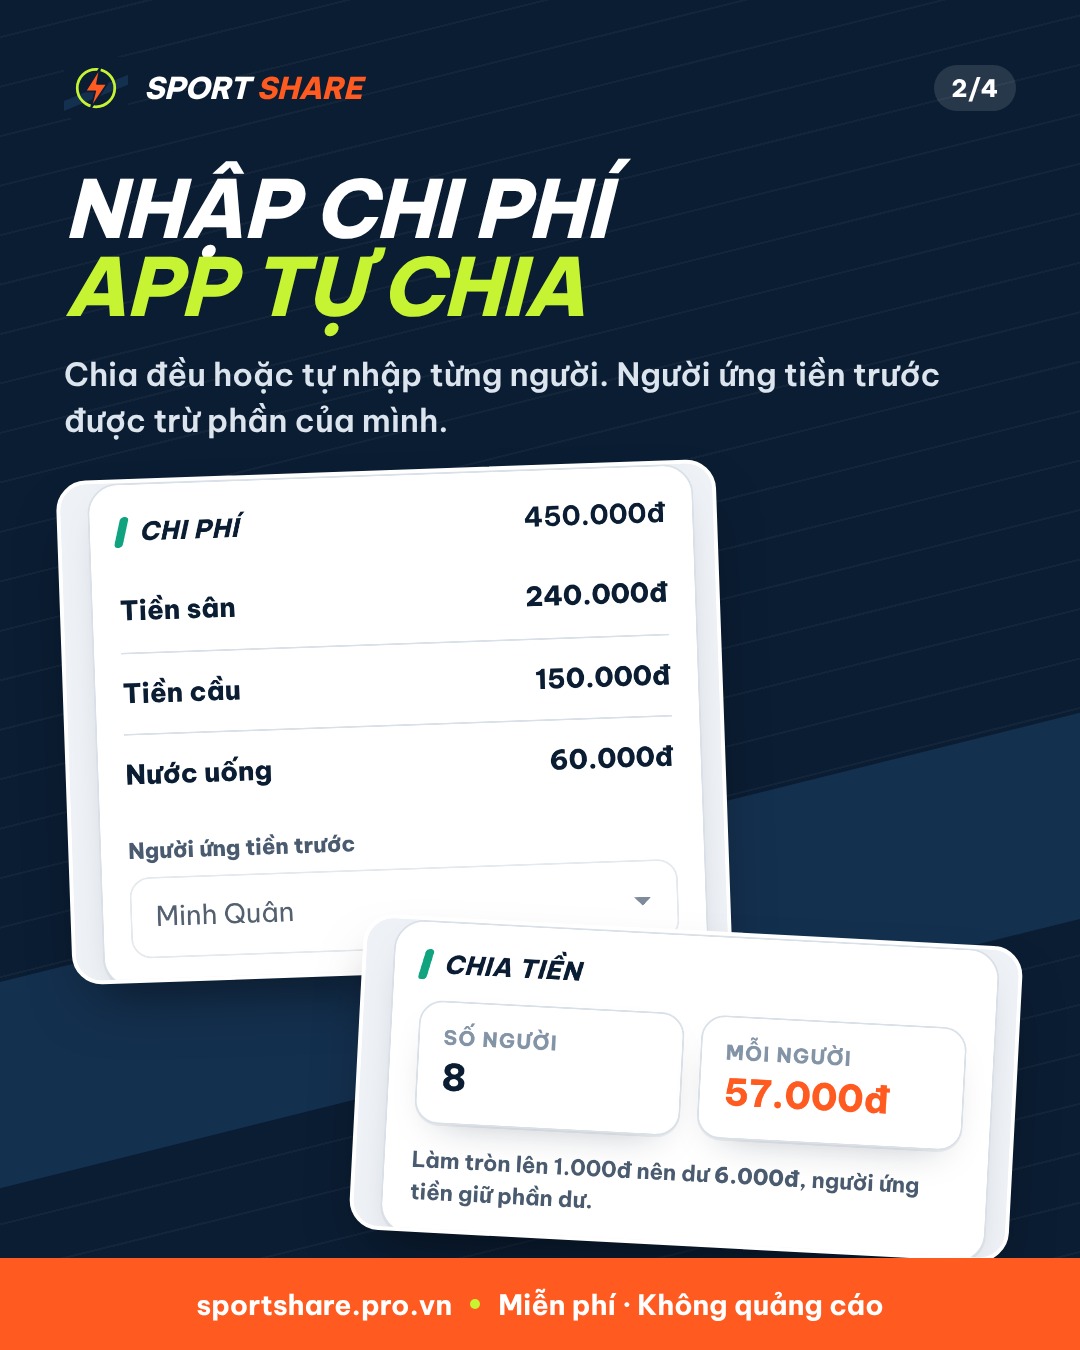 SPORT SHARE
2/4
NHẬP CHI PHÍ
APP TỰ CHIA
Chia đều hoặc tự nhập từng người. Người ứng tiền trước
được trừ phần của mình.
CHI PHÍ 450.000đ
Tiền sân 240.000đ
Tiền cầu 150.000đ
Nước uống 60.000đ
Người ứng tiền trước
Minh Quân
CHIA TIỀN
SỐ NGƯỜI
8
MỖI NGƯỜI
57.000đ
Làm tròn lên 1.000đ nên dư 6.000đ, người ứng
tiền giữ phần dư.
sportshare.pro.vn • Miễn phí · Không quảng cáo